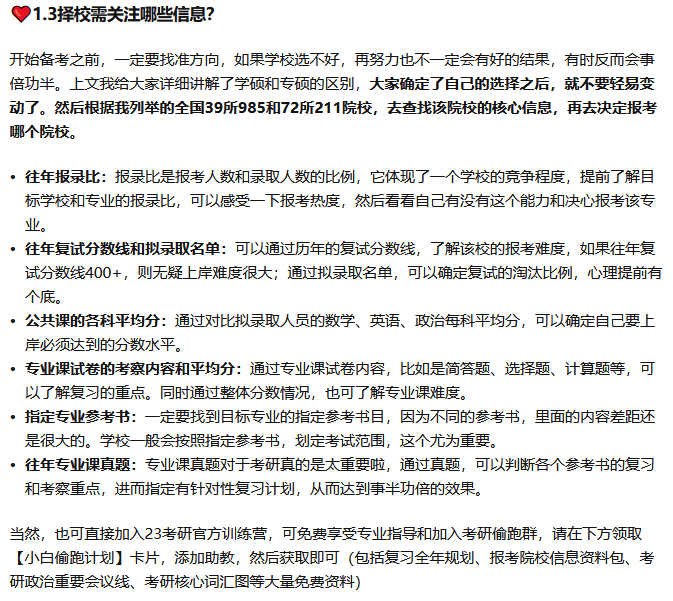 1.3择校需关注哪些信息?
开始备考之前，一定要找准方向，如果学校选不好，再努力也不一定会有好的结果，有时反而会事
倍功半。上文我给大家详细讲解了学硕和专硕的区别，大家确定了自己的选择之后，就不要轻易变
动了。然后根据我列举的全国39所985和72所211院校，去查找该院校的核心信息，再去决定报考
哪个院校。
• 往年报录比：报录比是报考人数和录取人数的比例，它体现了一个学校的竞争程度，提前了解目
标学校和专业的报录比，可以感受一下报考热度，然后看看自己有没有这个能力和决心报考该专
业。
• 往年复试分数线和拟录取名单：可以通过历年的复试分数线，了解该校的报考难度，如果往年复
试分数线400+，则无疑上岸难度很大；通过拟录取名单，可以确定复试的淘汰比例，心理提前有
个底。
• 公共课的各科平均分：通过对比拟录取人员的数学、英语、政治每科平均分，可以确定自己要上
岸必须达到的分数水平。
• 专业课试卷的考察内容和平均分：通过专业课试卷内容，比如是简答题、选择题、计算题等，可
以了解复习的重点。同时通过整体分数情况，也可了解专业课难度。
• 指定专业参考书：一定要找到目标专业的指定参考书目，因为不同的参考书，里面的内容差距还
是很大的。学校一般会按照指定参考书，划定考试范围，这个尤为重要。
• 往年专业课真题：专业课真题对于考研真的是太重要啦，通过真题，可以判断各个参考书的复习
和考察重点，进而指定有针对性复习计划，从而达到事半功倍的效果。
当然，也可直接加入23考研官方训练营，可免费享受专业指导和加入考研偷跑群，请在下方领取
【小白偷跑计划】卡片，添加助教，然后获取即可（包括复习全年规划、报考院校信息资料包、考
研政治重要会议线、考研核心词汇图等大量免费资料）